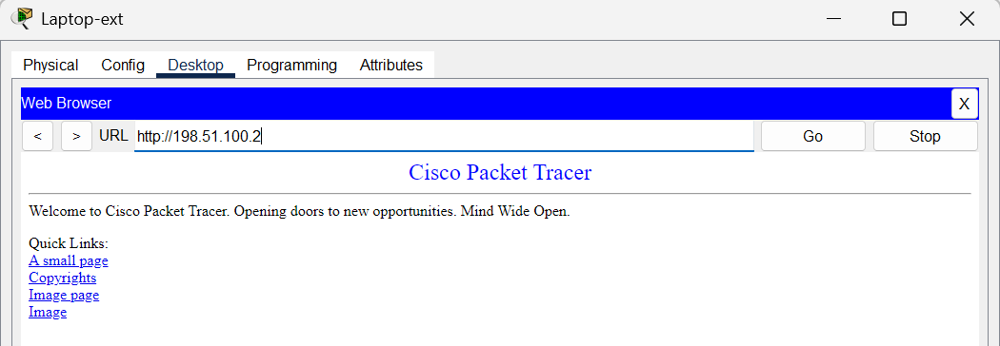 Laptop-ext
Physical Config Desktop Programming Attributes
Web Browser X
< > URL http://198.51.100.2 Go Stop
Cisco Packet Tracer
Welcome to Cisco Packet Tracer. Opening doors to new opportunities. Mind Wide Open.
Quick Links:
A small page
Copyrights
Image page
Image